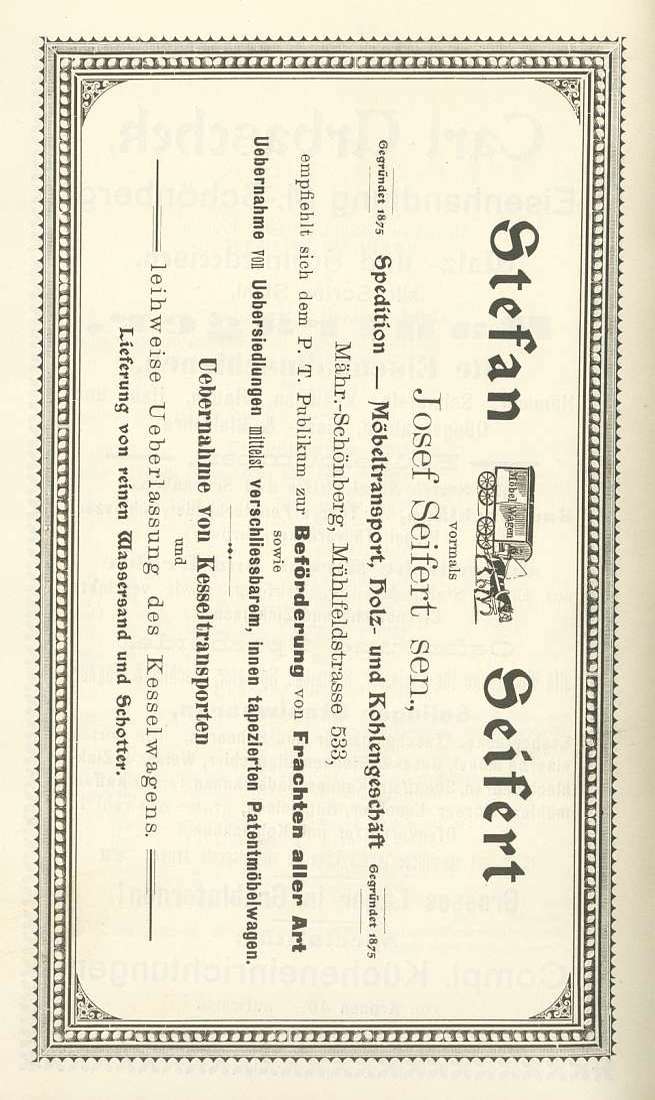 Stefan Seifert
Möbel Wagen
vormals
Josef Seifert sen.,
Gegründet 1875 Spedition — Möbeltransport, Holz- und Kohlengeschäft Gegründet 1875
Mähr.-Schönberg, Mühlfeldstrasse 533,
empfiehlt sich dem P. T. Publikum zur Beförderung von Frachten aller Art
sowie
Uebernahme von Uebersiedlungen mittelst verschliessbarem, innen tapezierten Patentmöbelwagen.
Uebernahme von Kesseltransporten
und
leihweise Ueberlassung des Kesselwagens.
Lieferung von reinen Wassersand und Schotter.